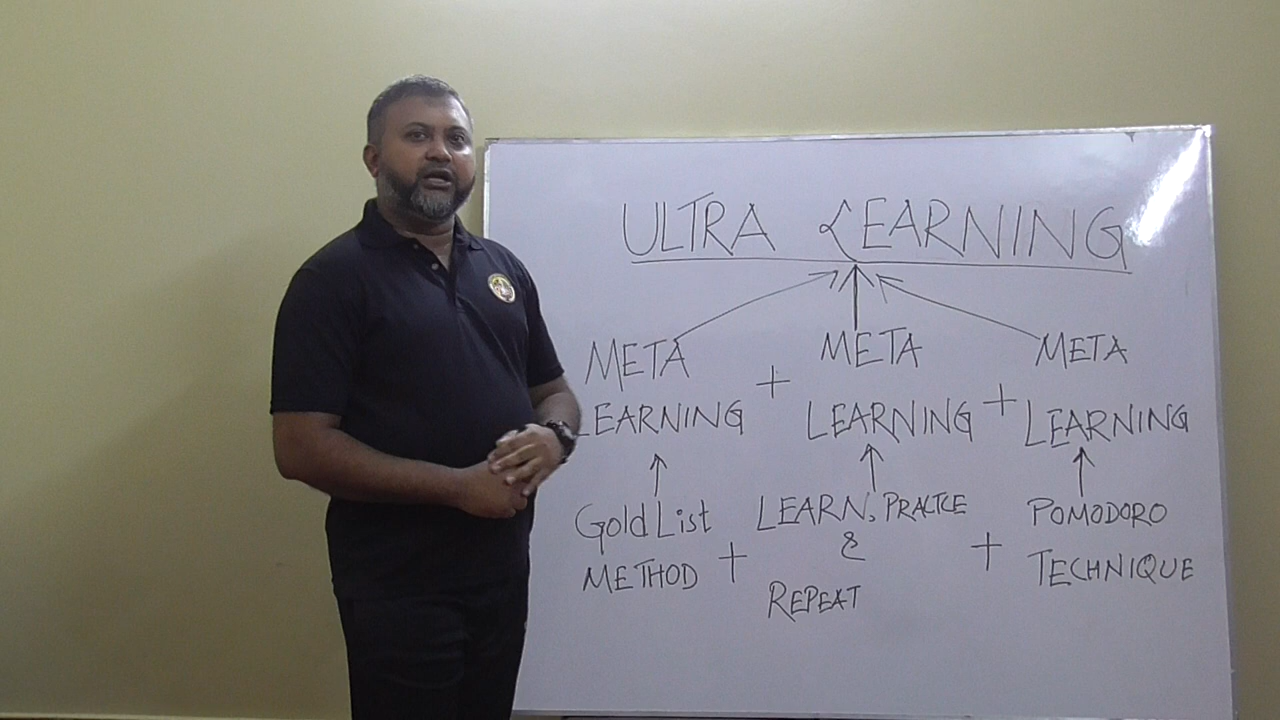 ULTRA LEARNING
META + META + META
LEARNING LEARNING LEARNING
Gold List LEARN, PRACTCE POMODORO
METHOD + & + TECHNIQUE
REPEAT